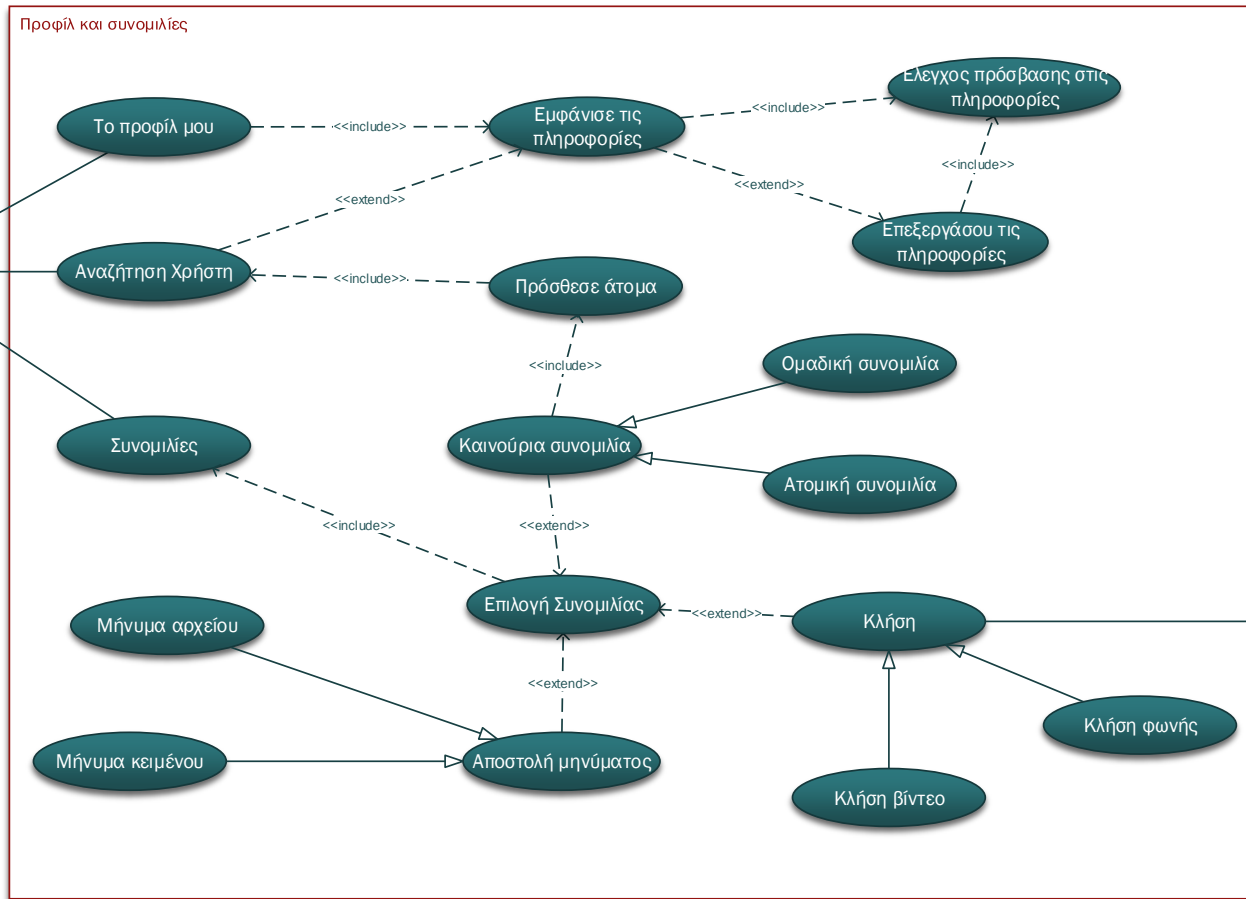 Προφίλ και συνομιλίες
Έλεγχος πρόσβασης στις
πληροφορίες
Το προφίλ μου
<<include>>
Εμφάνισε τις
πληροφορίες
<<include>>
<<include>>
<<extend>>
<<extend>>
Επεξεργάσου τις
πληροφορίες
Αναζήτηση Χρήστη
<<include>>
Πρόσθεσε άτομα
<<include>>
Ομαδική συνομιλία
Συνομιλίες
Καινούρια συνομιλία
Ατομική συνομιλία
<<include>>
<<extend>>
Επιλογή Συνομιλίας
<<extend>>
Κλήση
Μήνυμα αρχείου
<<extend>>
Κλήση φωνής
Μήνυμα κειμένου
Αποστολή μηνύματος
Κλήση βίντεο